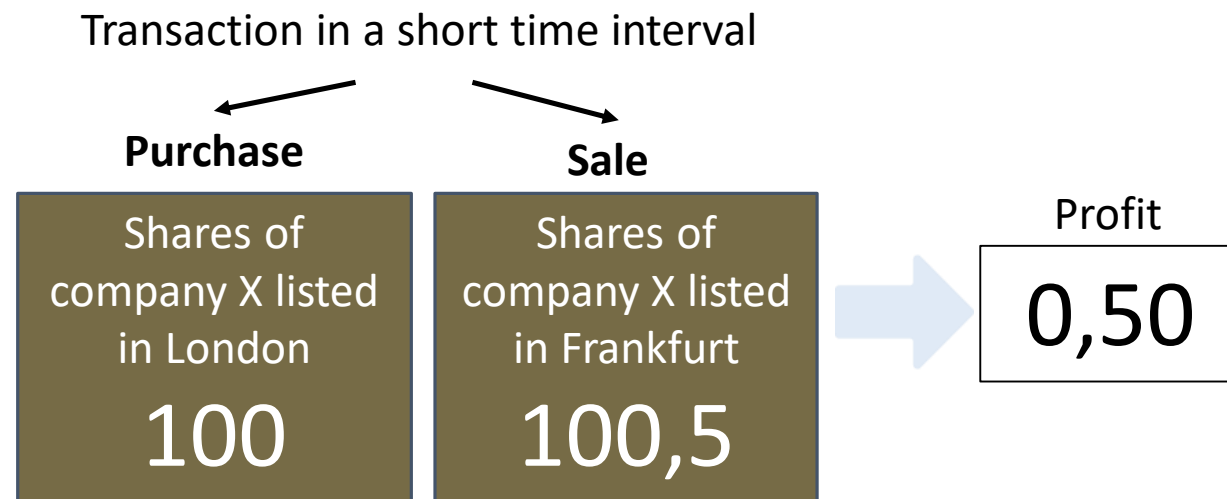 Transaction in a short time interval
Purchase
Sale
Shares of
company X listed
in London
100
Shares of
company X listed
in Frankfurt
100,5
Profit
0,50